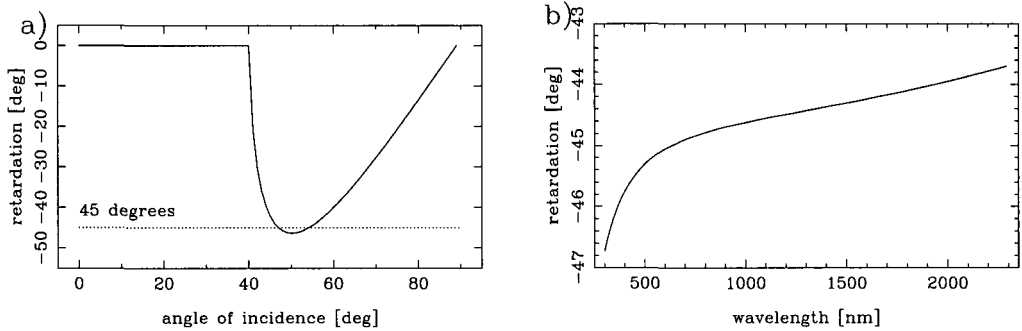 a)
0
-10
-20
-30
-40
-50
retardation [deg]
45 degrees
0
20
40
60
80
angle of incidence [deg]
b)
-43
-44
-45
-46
-47
retardation [deg]
500
1000
1500
2000
wavelength [nm]